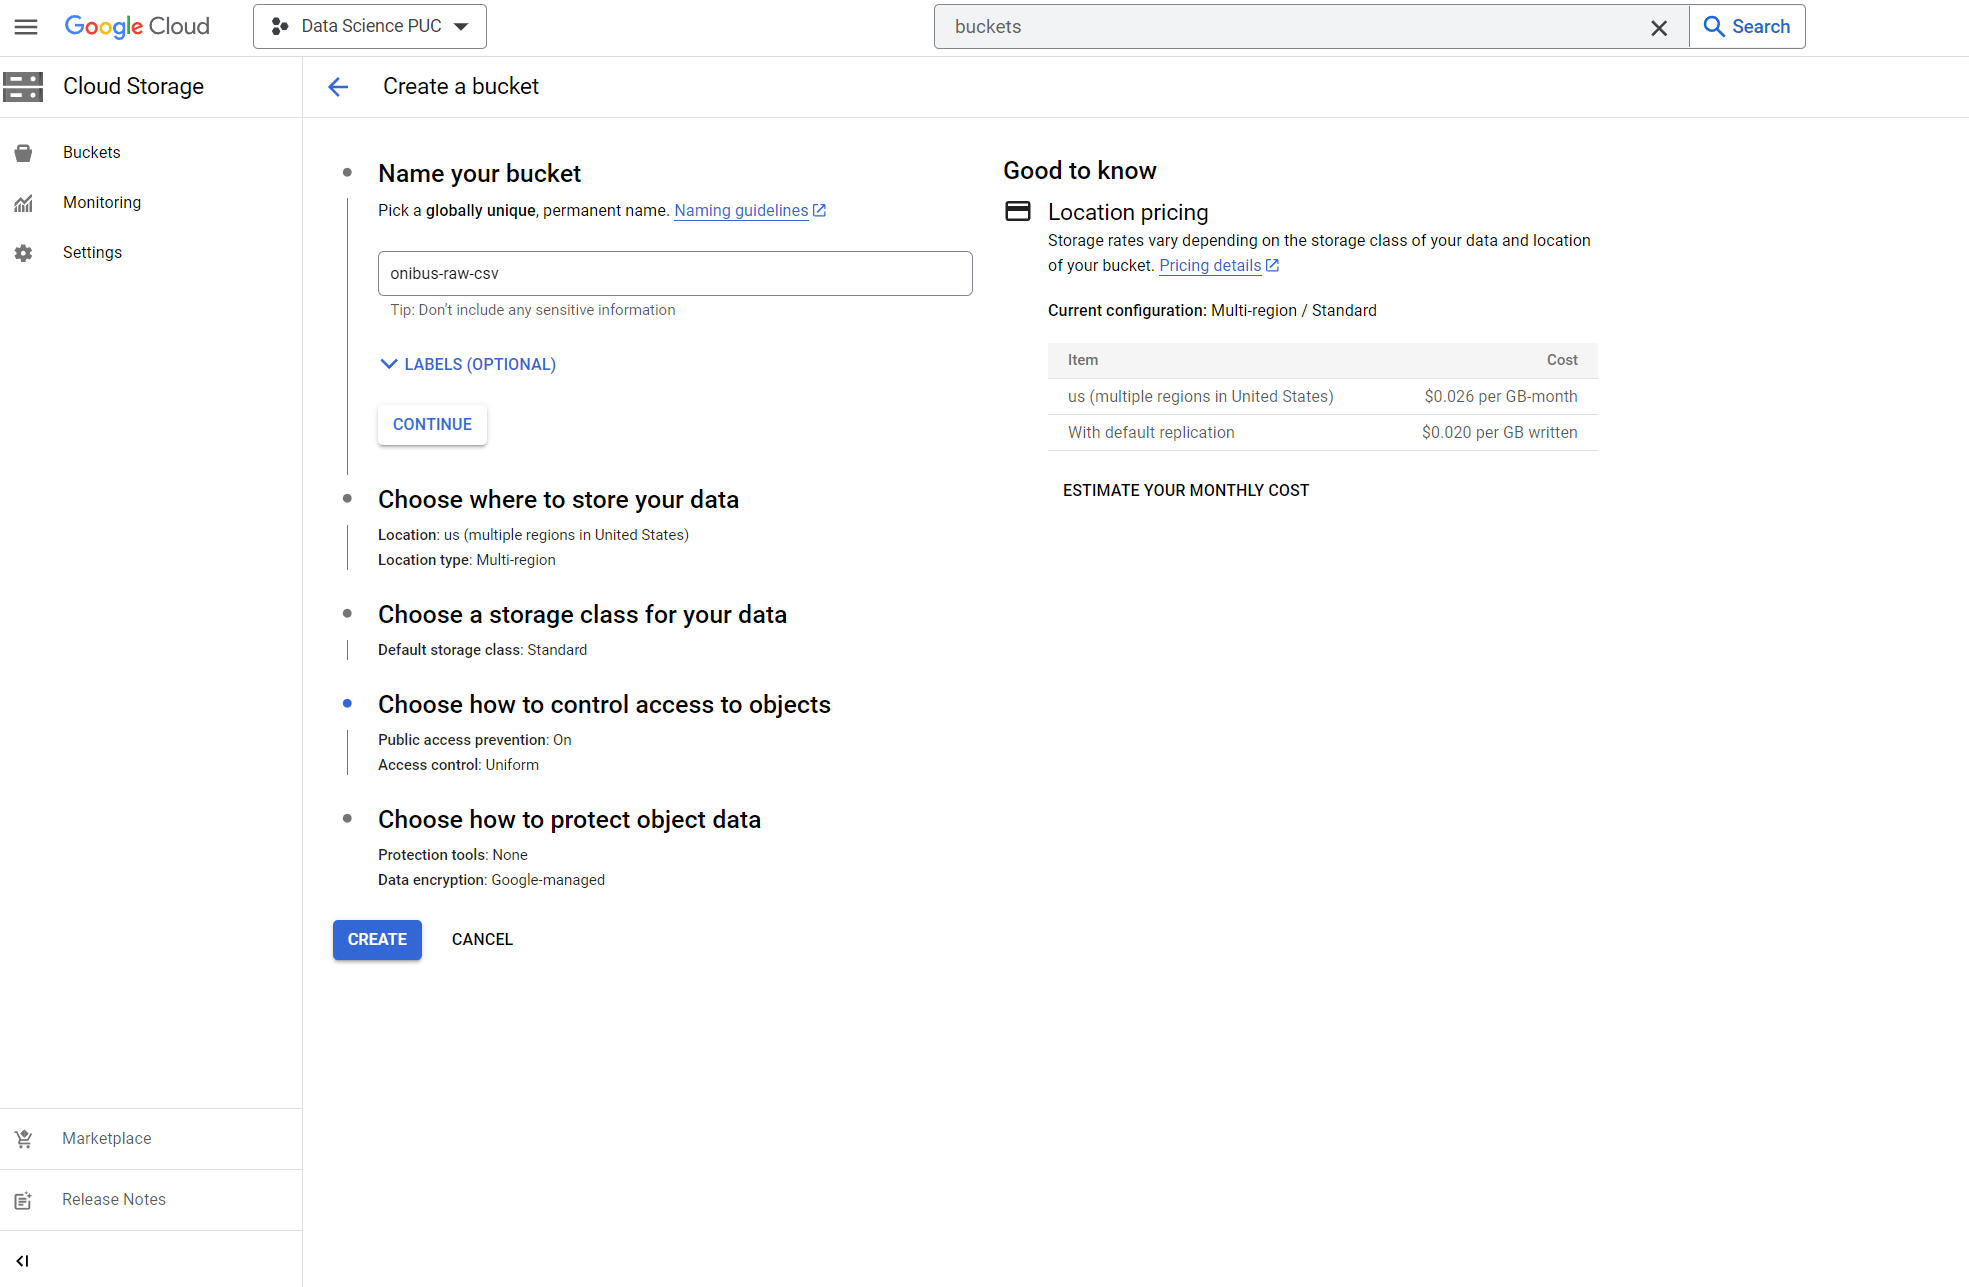 Google Cloud
Data Science PUC
buckets
Search
Cloud Storage
Create a bucket
Buckets
Monitoring
Settings
Name your bucket
Pick a globally unique, permanent name. Naming guidelines
onibus-raw-csv
Tip: Don't include any sensitive information
LABELS (OPTIONAL)
CONTINUE
Choose where to store your data
Location: us (multiple regions in United States)
Location type: Multi-region
Choose a storage class for your data
Default storage class: Standard
Choose how to control access to objects
Public access prevention: On
Access control: Uniform
Choose how to protect object data
Protection tools: None
Data encryption: Google-managed
CREATE
CANCEL
Good to know
Location pricing
Storage rates vary depending on the storage class of your data and location
of your bucket. Pricing details
Current configuration: Multi-region / Standard
Item Cost
us (multiple regions in United States) $0.026 per GB-month
With default replication $0.020 per GB written
ESTIMATE YOUR MONTHLY COST
Marketplace
Release Notes